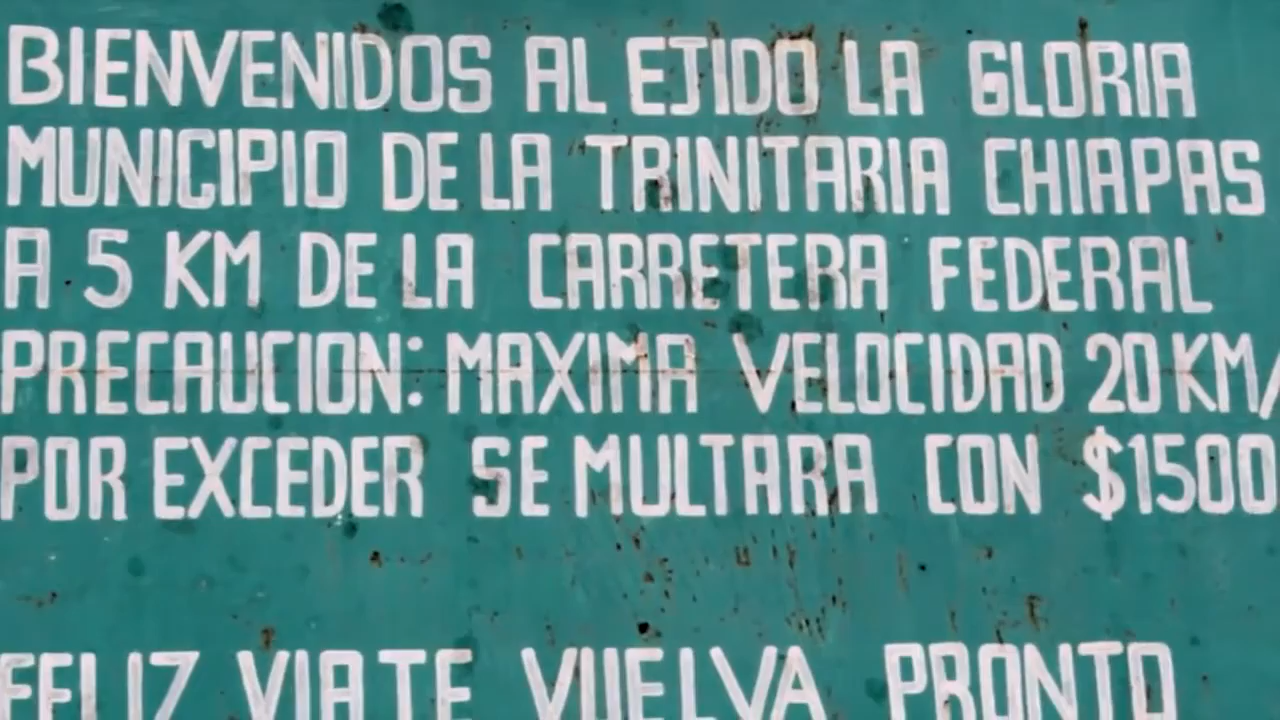 BIENVENIDOS AL EJIDO LA GLORIA
MUNICIPIO DE LA TRINITARIA CHIAPAS
A 5 KM DE LA CARRETERA FEDERAL
PRECAUCION: MAXIMA VELOCIDAD 20 KM/
POR EXCEDER SE MULTARA CON $1500
FELIZ VIAJE VUELVA PRONTO